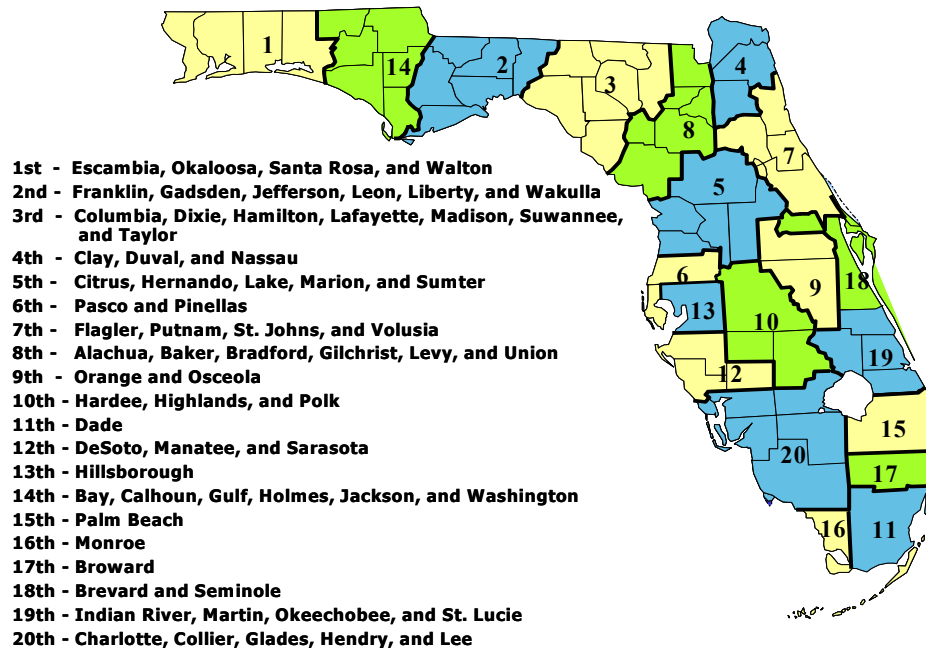 1
14
2
3
4
8
7
5
6
9
18
13
10
12
19
15
20
17
16
11
1st - Escambia, Okaloosa, Santa Rosa, and Walton
2nd - Franklin, Gadsden, Jefferson, Leon, Liberty, and Wakulla
3rd - Columbia, Dixie, Hamilton, Lafayette, Madison, Suwannee,
and Taylor
4th - Clay, Duval, and Nassau
5th - Citrus, Hernando, Lake, Marion, and Sumter
6th - Pasco and Pinellas
7th - Flagler, Putnam, St. Johns, and Volusia
8th - Alachua, Baker, Bradford, Gilchrist, Levy, and Union
9th - Orange and Osceola
10th - Hardee, Highlands, and Polk
11th - Dade
12th - DeSoto, Manatee, and Sarasota
13th - Hillsborough
14th - Bay, Calhoun, Gulf, Holmes, Jackson, and Washington
15th - Palm Beach
16th - Monroe
17th - Broward
18th - Brevard and Seminole
19th - Indian River, Martin, Okeechobee, and St. Lucie
20th - Charlotte, Collier, Glades, Hendry, and Lee